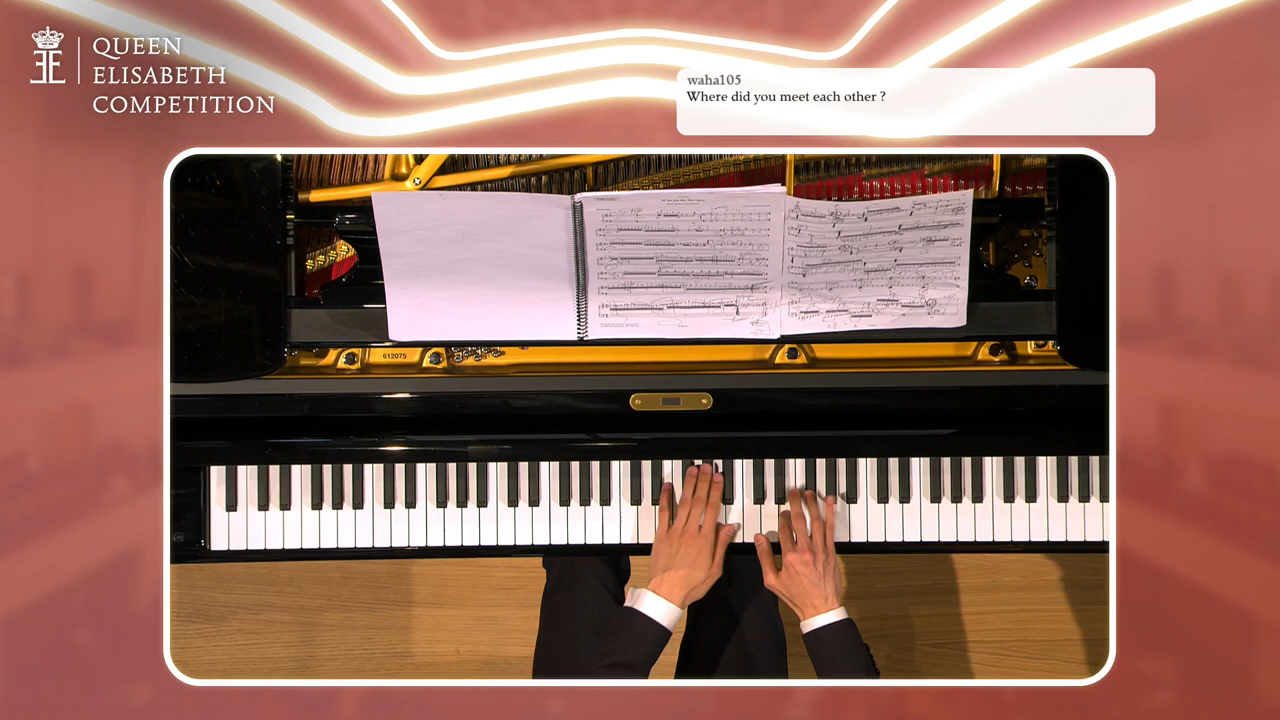 QUEEN
ELISABETH
COMPETITION
waha105
Where did you meet each other ?
612075